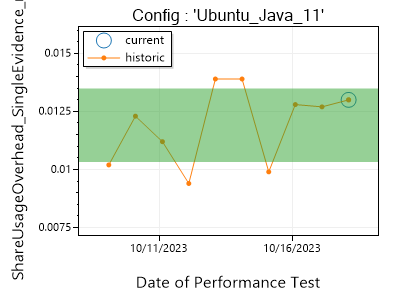 Config : 'Ubuntu_Java_11'
current
historic
0.015
0.0125
0.01
0.0075
ShareUsageOverhead_SingleEvidence_
10/11/2023
10/16/2023
Date of Performance Test